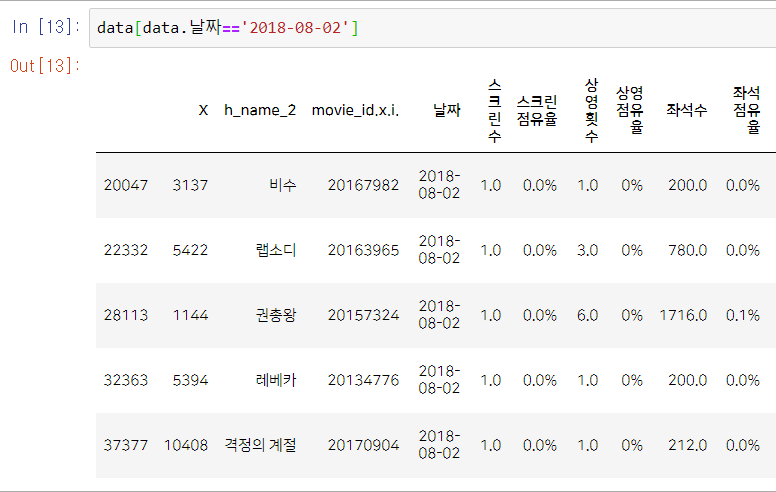 In [13]: data[data.날짜=='2018-08-02']
Out[13]:
X h_name_2 movie_id.x.i. 날짜 스크린수 스크린점유율 상영횟수 상영점유율 좌석수 좌석점유율
20047 3137 비수 20167982 2018-08-02 1.0 0.0% 1.0 0% 200.0 0.0%
22332 5422 랩소디 20163965 2018-08-02 1.0 0.0% 3.0 0% 780.0 0.0%
28113 1144 권총왕 20157324 2018-08-02 1.0 0.0% 6.0 0% 1716.0 0.1%
32363 5394 레베카 20134776 2018-08-02 1.0 0.0% 1.0 0% 200.0 0.0%
37377 10408 격정의 계절 20170904 2018-08-02 1.0 0.0% 1.0 0% 212.0 0.0%